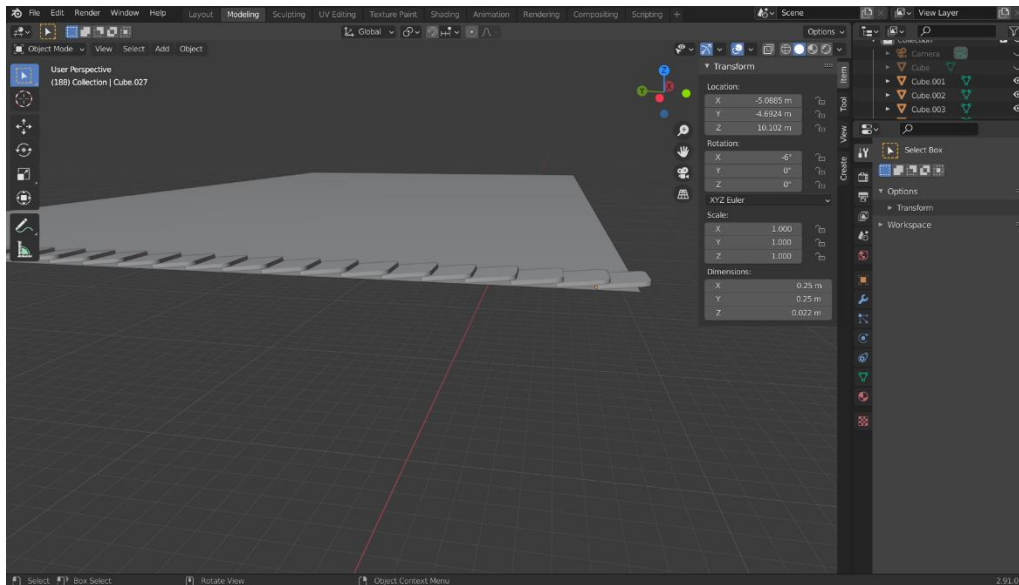 File Edit Render Window Help Layout Modeling Sculpting UV Editing Texture Paint Shading Animation Rendering Compositing Scripting + Scene View Layer
Global Options
Object Mode View Select Add Object
User Perspective
(188) Collection | Cube.027
Z
Y
X
Transform
Location:
X -5.0885 m
Y -4.6924 m
Z 10.102 m
Rotation:
X -6°
Y 0°
Z 0°
XYZ Euler
Scale:
X 1.000
Y 1.000
Z 1.000
Dimensions:
X 0.25 m
Y 0.25 m
Z 0.022 m
Item
Tool
View
Create
Collection
Camera
Cube
Cube.001
Cube.002
Cube.003
Select Box
Options
Transform
Workspace
Select Box Select Rotate View Object Context Menu 2.91.0